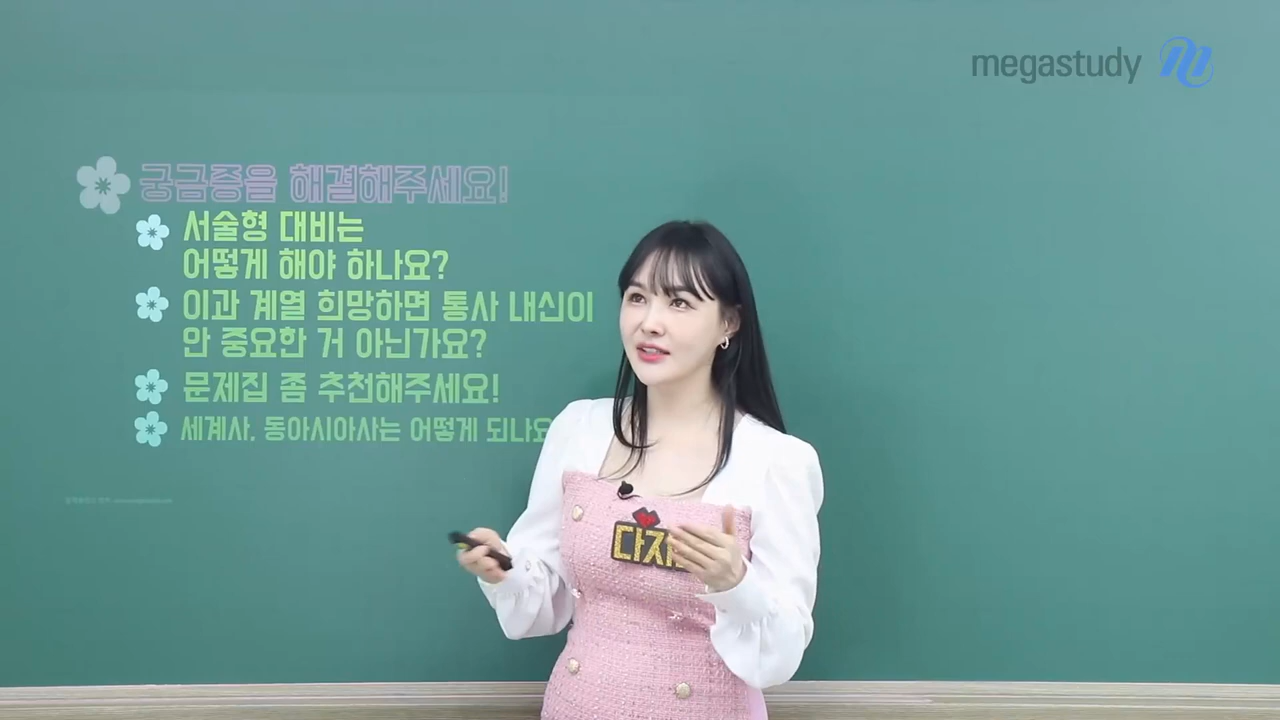 megastudy
궁금증을 해결해주세요!
서술형 대비는
어떻게 해야 하나요?
이과 계열 희망하면 통사 내신이
안 중요한 거 아닌가요?
문제집 좀 추천해주세요!
세계사, 동아시아사는 어떻게 되나요
다지